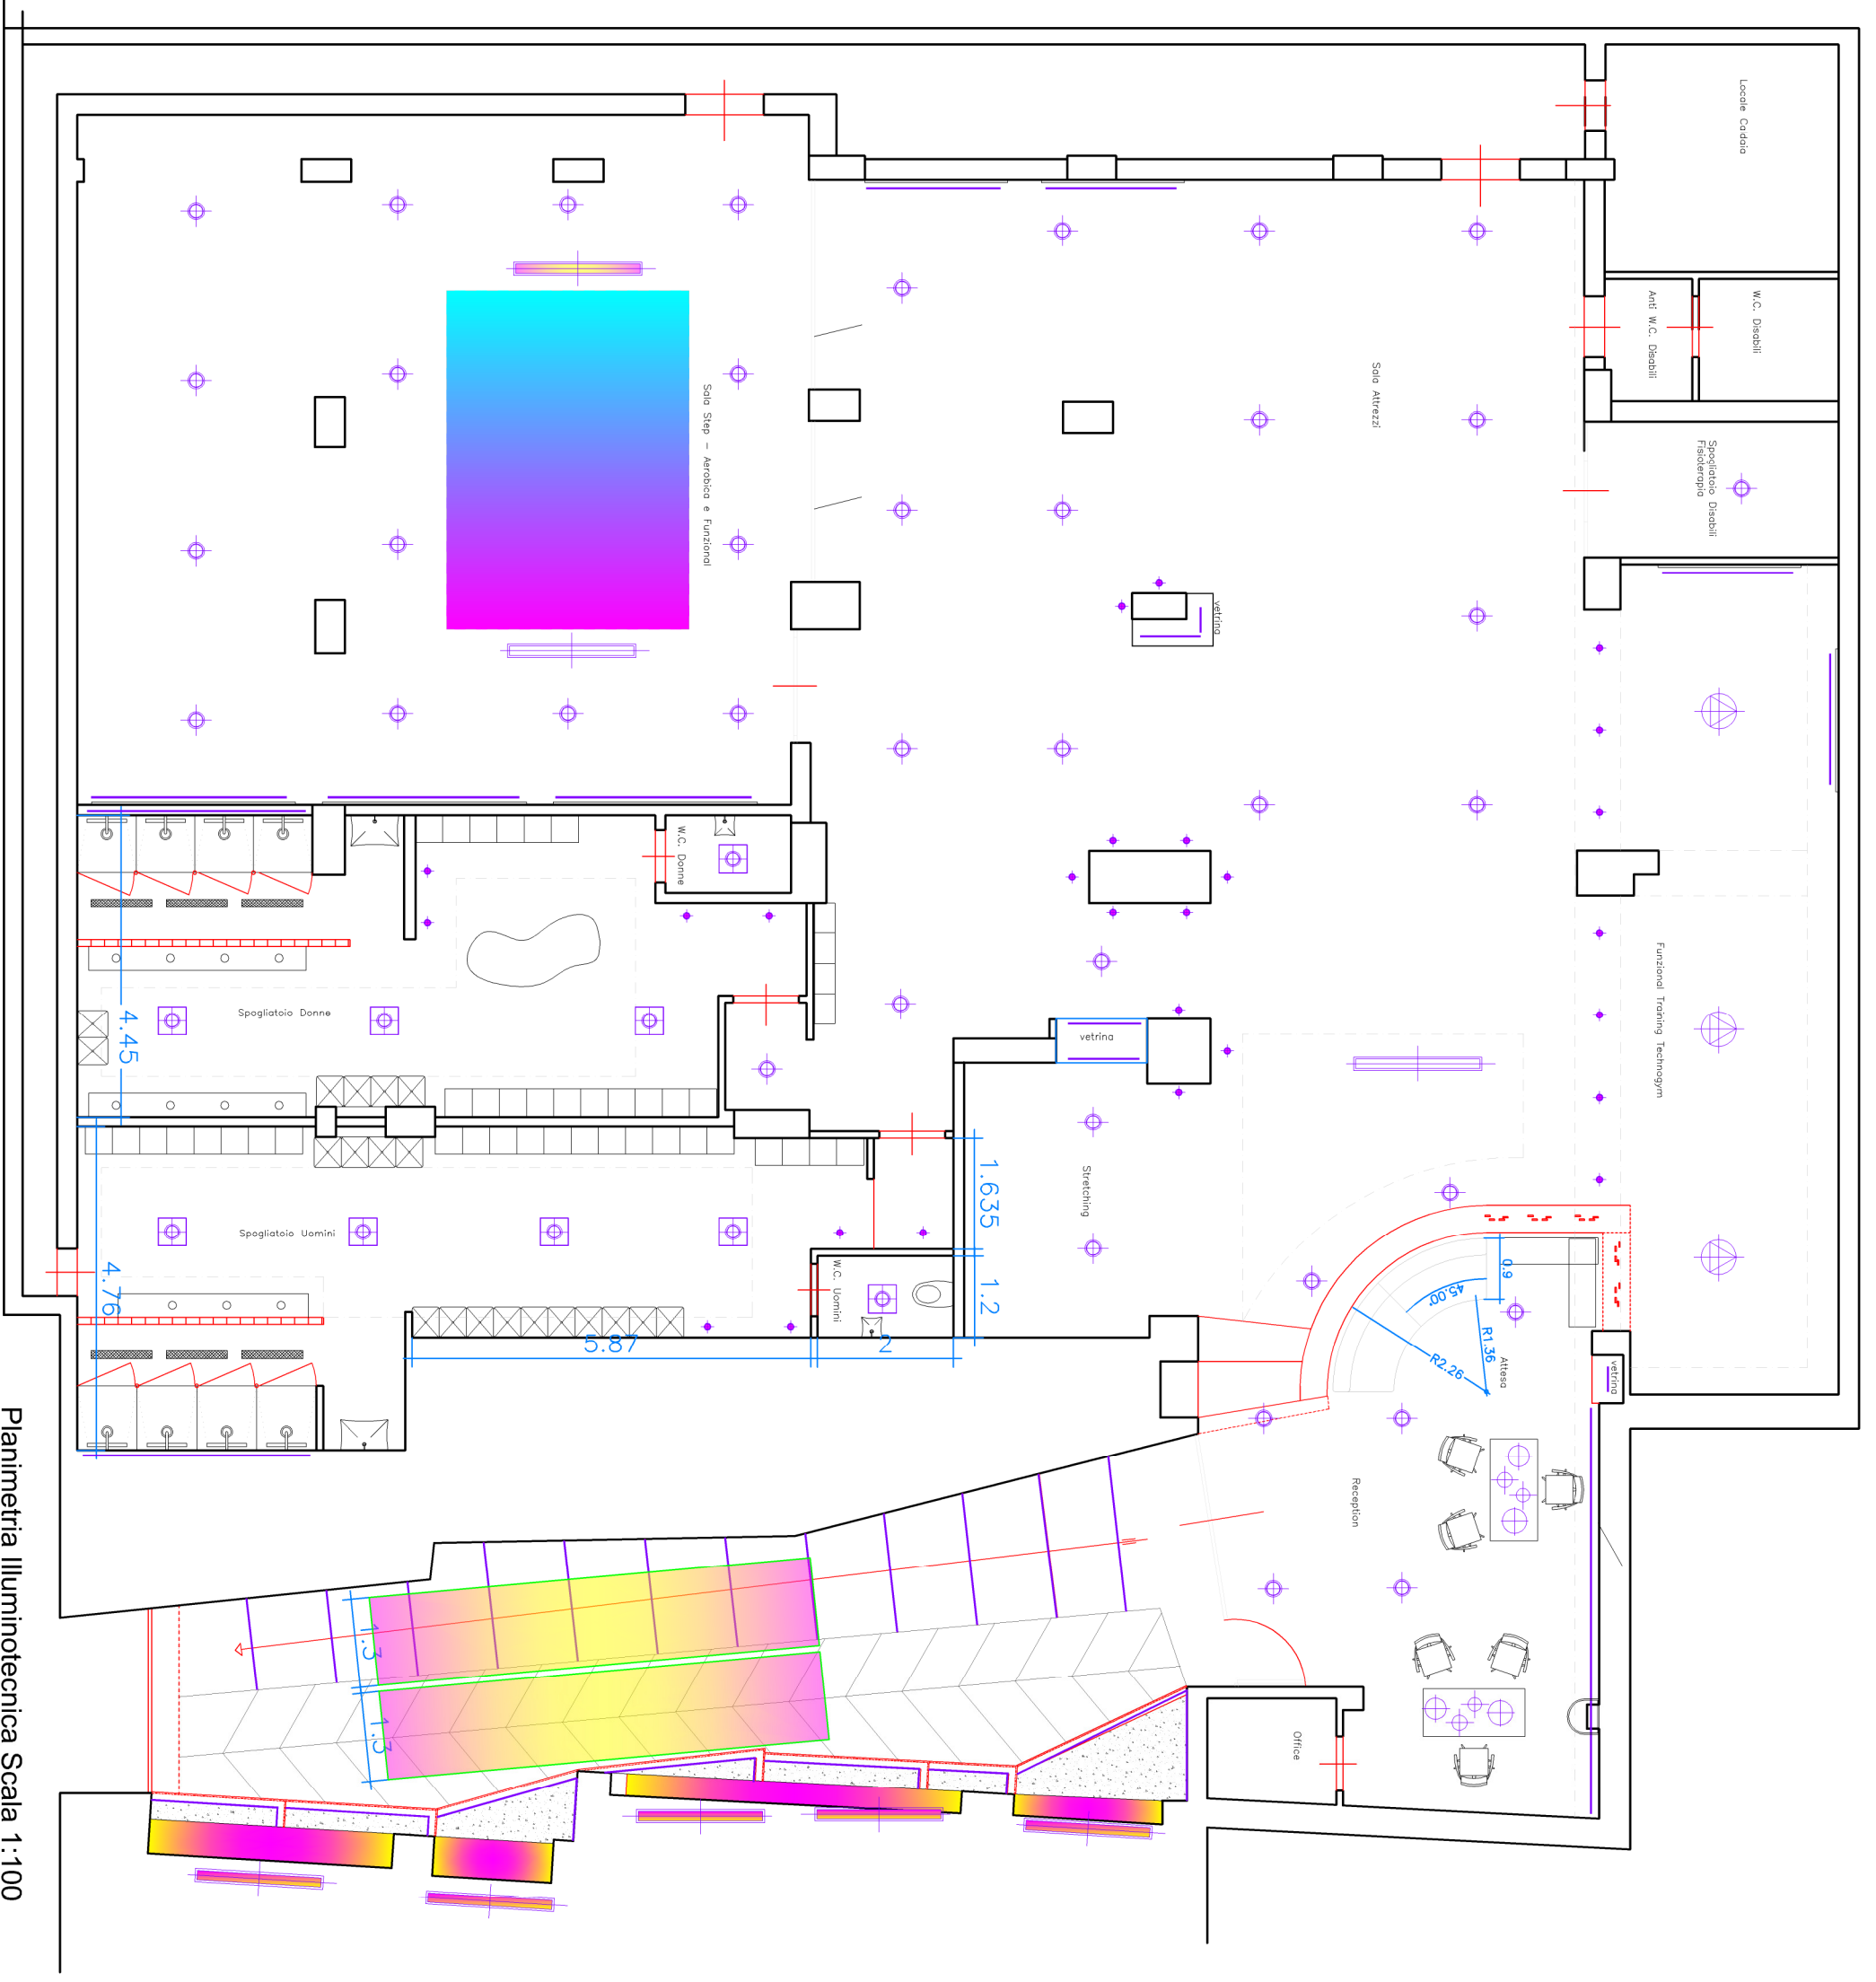 Locale Caldaia
W.C. Disabili
Anti W.C. Disabili
Spogliatoio Disabili
Fisioterapia
Sala Attrezzi
Sala Step - Aerobica e Funzional
vetrina
Funzional Training Technogym
W.C. Donne
Spogliatoio Donne
4.45
vetrina
Stretching
1.635
1.2
Spogliatoio Uomini
4.76
W.C. Uomini
5.87
2
0.9
45.00°
R1.36
R2.26
Attesa
vetrina
Reception
1.3
1.3
Office
Planimetria Illuminotecnica Scala 1:100